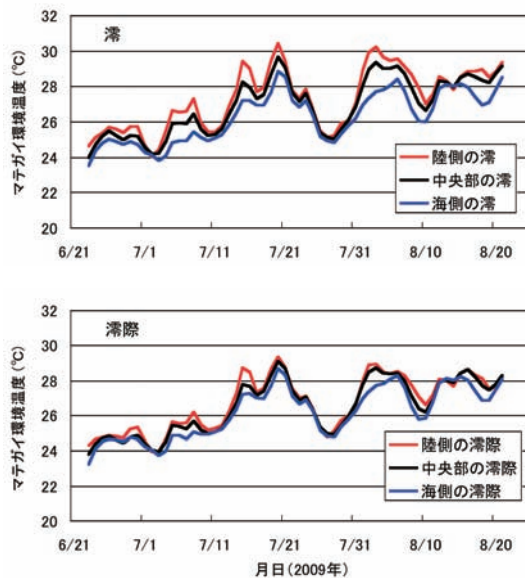 澪
マテガイ環境温度(℃)
32
30
28
26
24
22
20
陸側の澪
中央部の澪
海側の澪
6/21 7/1 7/11 7/21 7/31 8/10 8/20
澪際
マテガイ環境温度(℃)
32
30
28
26
24
22
20
陸側の澪際
中央部の澪際
海側の澪際
6/21 7/1 7/11 7/21 7/31 8/10 8/20
月日(2009年)